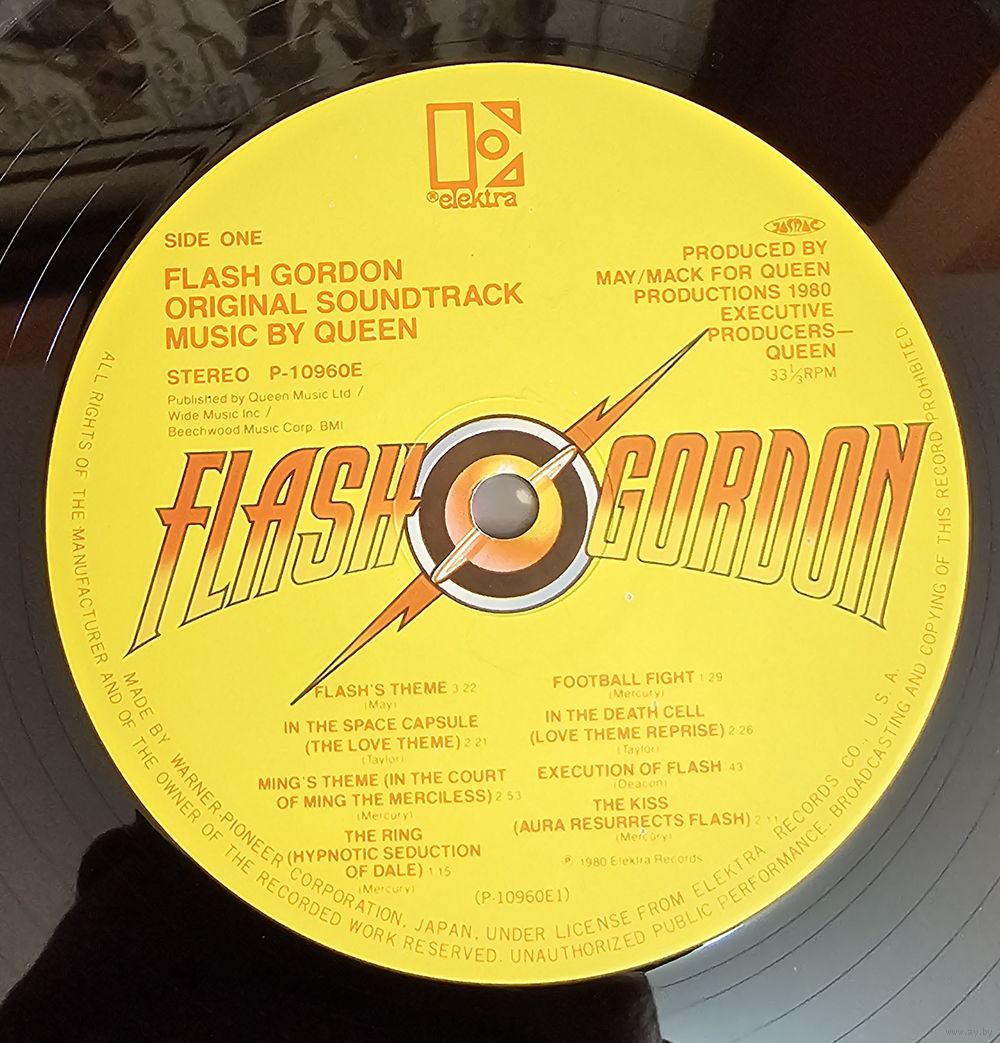 ® elektra
SIDE ONE
FLASH GORDON
ORIGINAL SOUNDTRACK
MUSIC BY QUEEN
STEREO P-10960E
Published by Queen Music Ltd /
Wide Music Inc /
Beechwood Music Corp. BMI
JASRAC
PRODUCED BY
MAY/MACK FOR QUEEN
PRODUCTIONS 1980
EXECUTIVE
PRODUCERS—
QUEEN
33⅓RPM
FLASH GORDON
FLASH'S THEME 3 22
(May)
IN THE SPACE CAPSULE
(THE LOVE THEME) 2 21
(Taylor)
MING'S THEME (IN THE COURT
OF MING THE MERCILESS) 2 53
(Mercury)
THE RING
(HYPNOTIC SEDUCTION
OF DALE) 1 15
(Mercury)
FOOTBALL FIGHT 1 29
(Mercury)
IN THE DEATH CELL
(LOVE THEME REPRISE) 2 26
(Taylor)
EXECUTION OF FLASH 43
(Deacon)
THE KISS
(AURA RESURRECTS FLASH) 2 11
(Mercury)
℗ 1980 Elektra Records
(P-10960E1)
MADE BY WARNER-PIONEER CORPORATION, JAPAN, UNDER LICENSE FROM ELEKTRA RECORDS CO., U. S. A.
ALL RIGHTS OF THE MANUFACTURER AND OF THE OWNER OF THE RECORDED WORK RESERVED. UNAUTHORIZED PUBLIC PERFORMANCE, BROADCASTING AND COPYING OF THIS RECORD PROHIBITED
www.ay.by